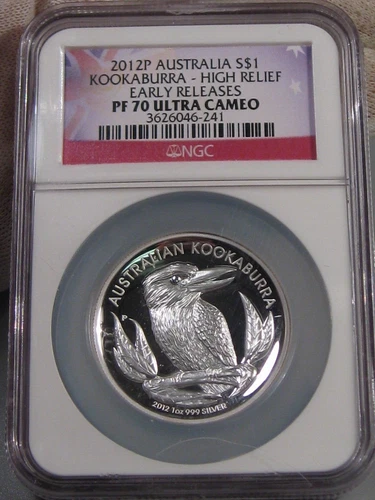 2012P AUSTRALIA S$1
KOOKABURRA - HIGH RELIEF
EARLY RELEASES
PF 70 ULTRA CAMEO
3626046-241
NGC
AUSTRALIAN KOOKABURRA
P
2012 1oz 999 SILVER